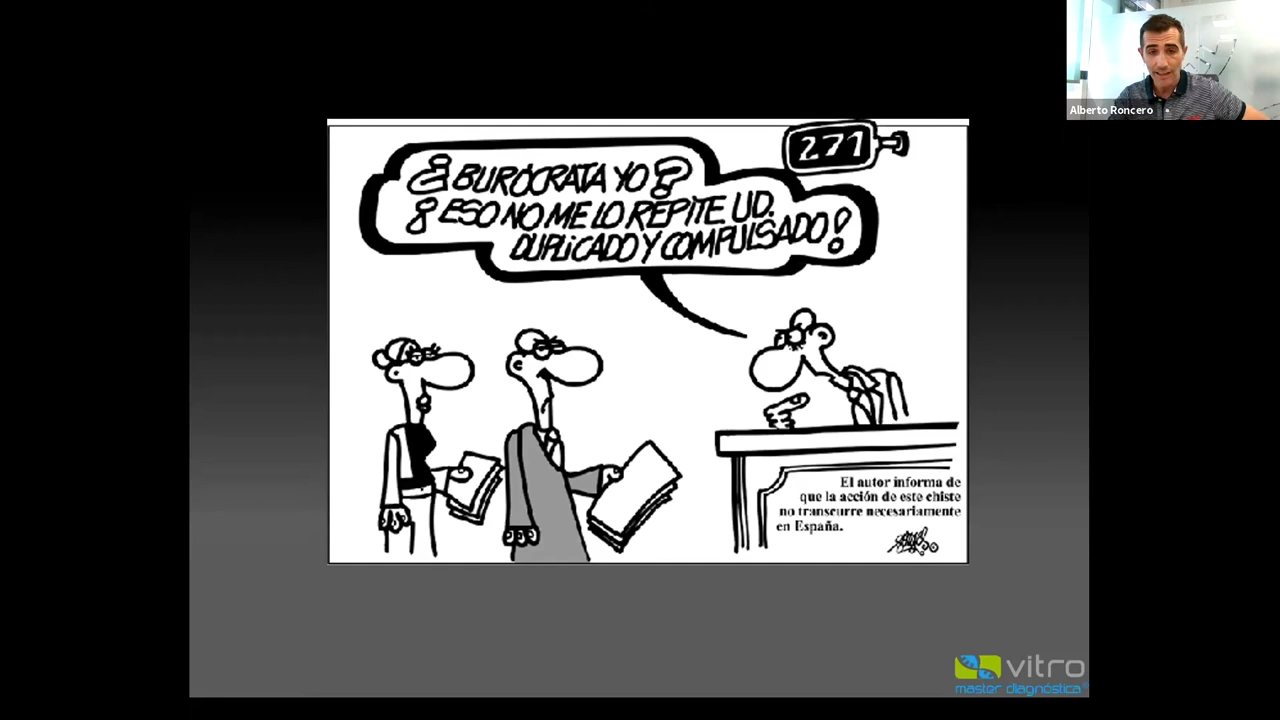 Alberto Roncero
271
¿BURÓCRATA YO?
¡ESO NO ME LO REPITE UD.
DUPLICADO Y COMPULSADO!
El autor informa de
que la acción de este chiste
no transcurre necesariamente
en España.
vitro
master diagnóstica®